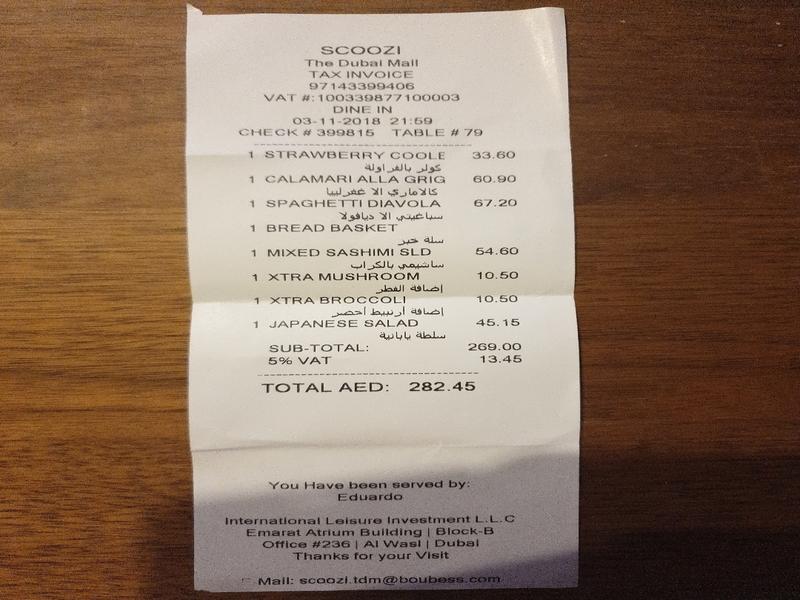 SCOOZI
The Dubai Mall
TAX INVOICE
97143399406
VAT #:100339877100003
DINE IN
03-11-2018 21:59
CHECK # 399815 TABLE # 79
1 STRAWBERRY COOLE 33.60
كولر بالفراولة
1 CALAMARI ALLA GRIG 60.90
كالاماري الا غغرلييا
1 SPAGHETTI DIAVOLA 67.20
سباغيتي الا ديافولا
1 BREAD BASKET
سلة خبز
1 MIXED SASHIMI SLD 54.60
ساشيمي بالكراب
1 XTRA MUSHROOM 10.50
إضافة الفطر
1 XTRA BROCCOLI 10.50
إضافة أرنبيط أخضر
1 JAPANESE SALAD 45.15
سلطة يابانية
SUB-TOTAL: 269.00
5% VAT 13.45
TOTAL AED: 282.45
You Have been served by:
Eduardo
International Leisure Investment L.L.C
Emarat Atrium Building | Block-B
Office #236 | Al Wasl | Dubai
Thanks for your Visit
Mail: scoozi.tdm@boubess.com